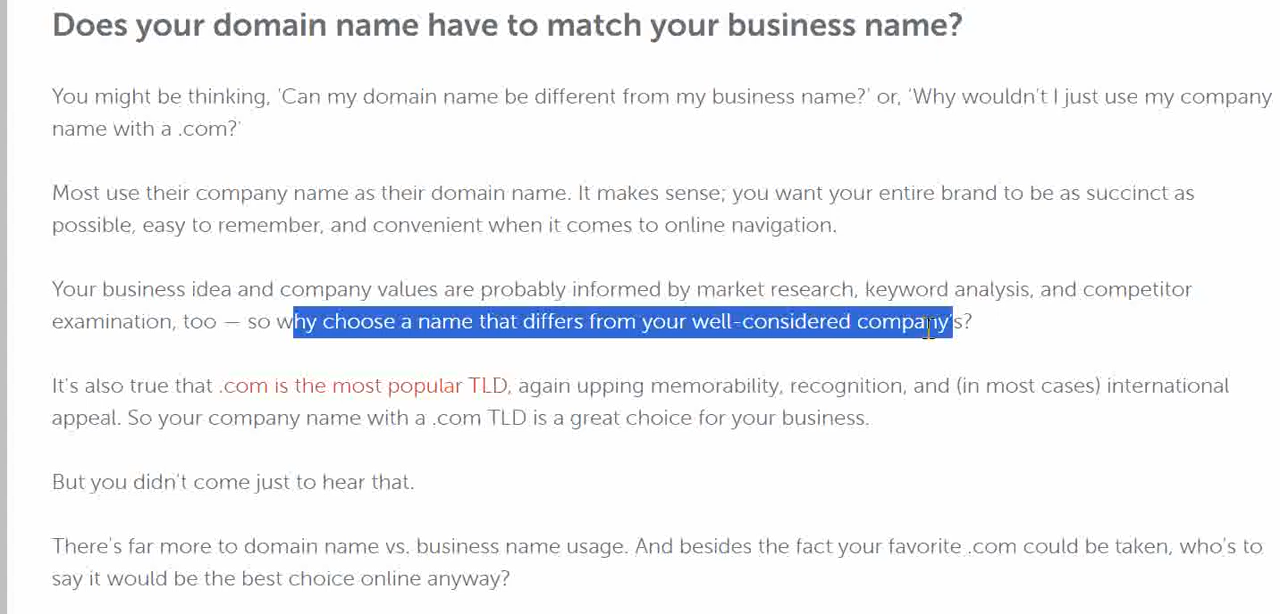 Does your domain name have to match your business name?
You might be thinking, 'Can my domain name be different from my business name?' or, 'Why wouldn't I just use my company
name with a .com?'
Most use their company name as their domain name. It makes sense; you want your entire brand to be as succinct as
possible, easy to remember, and convenient when it comes to online navigation.
Your business idea and company values are probably informed by market research, keyword analysis, and competitor
examination, too — so why choose a name that differs from your well-considered company's?
It's also true that .com is the most popular TLD, again upping memorability, recognition, and (in most cases) international
appeal. So your company name with a .com TLD is a great choice for your business.
But you didn't come just to hear that.
There's far more to domain name vs. business name usage. And besides the fact your favorite .com could be taken, who's to
say it would be the best choice online anyway?